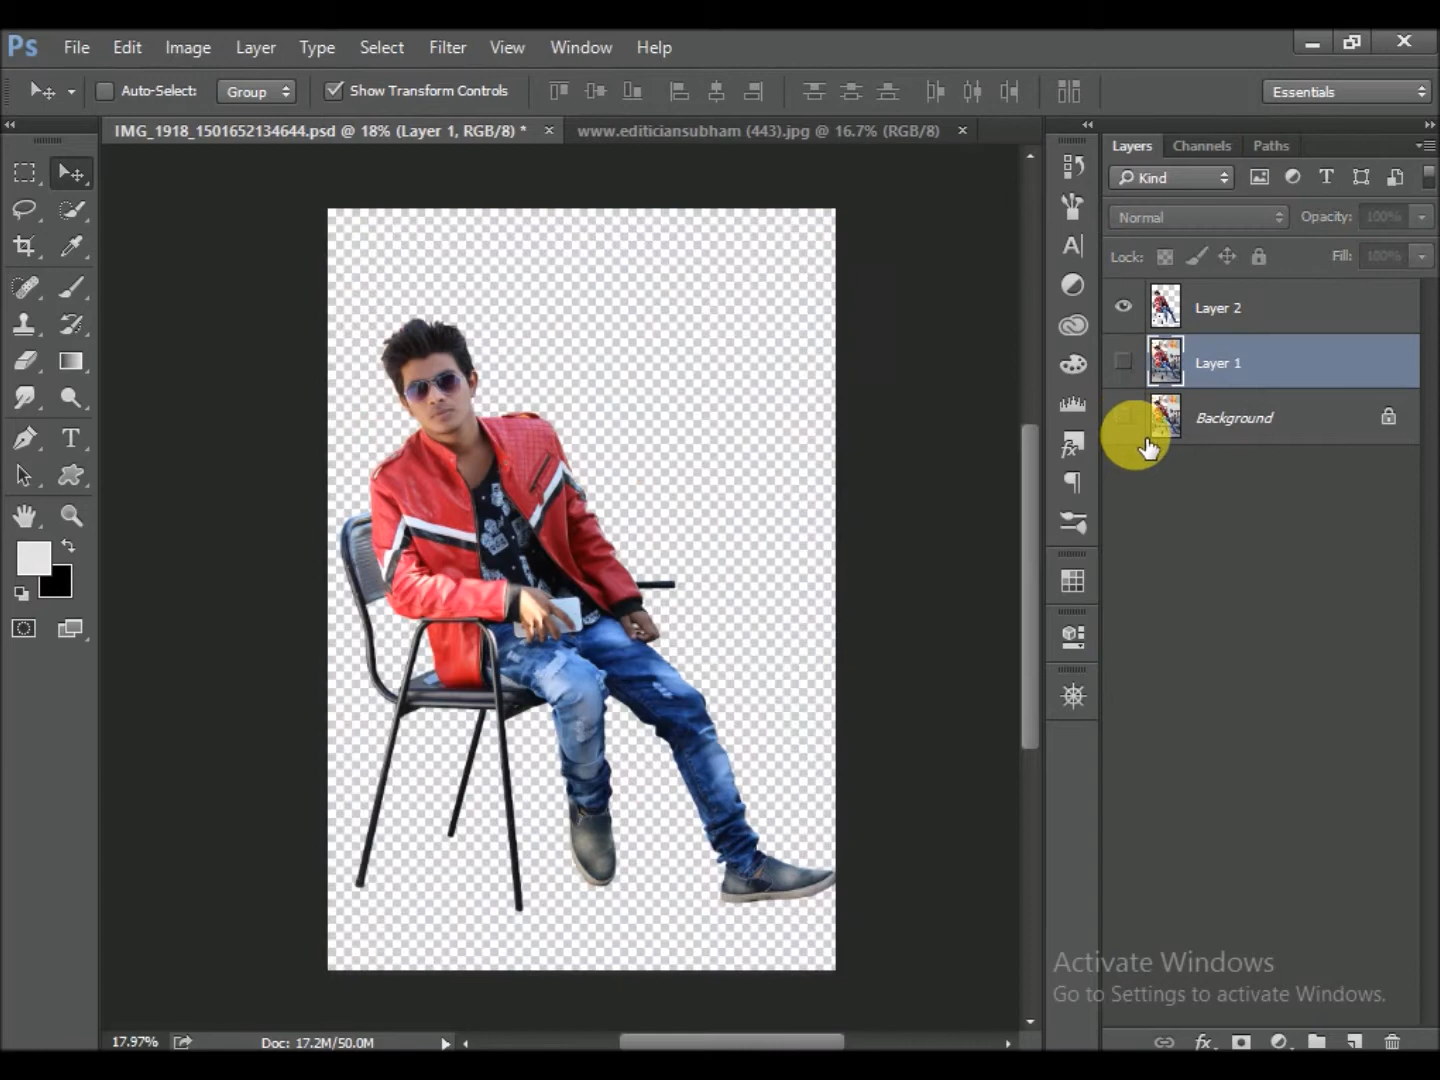 Ps File Edit Image Layer Type Select Filter View Window Help
Auto-Select: Group Show Transform Controls Essentials
IMG_1918_1501652134644.psd @ 18% (Layer 1, RGB/8) * www.editiciansubham (443).jpg @ 16.7% (RGB/8)
Layers Channels Paths
Kind
Normal Opacity: 100%
Lock: Fill: 100%
Layer 2
Layer 1
Background
Activate Windows
Go to Settings to activate Windows.
17.97% Doc: 17.2M/50.0M